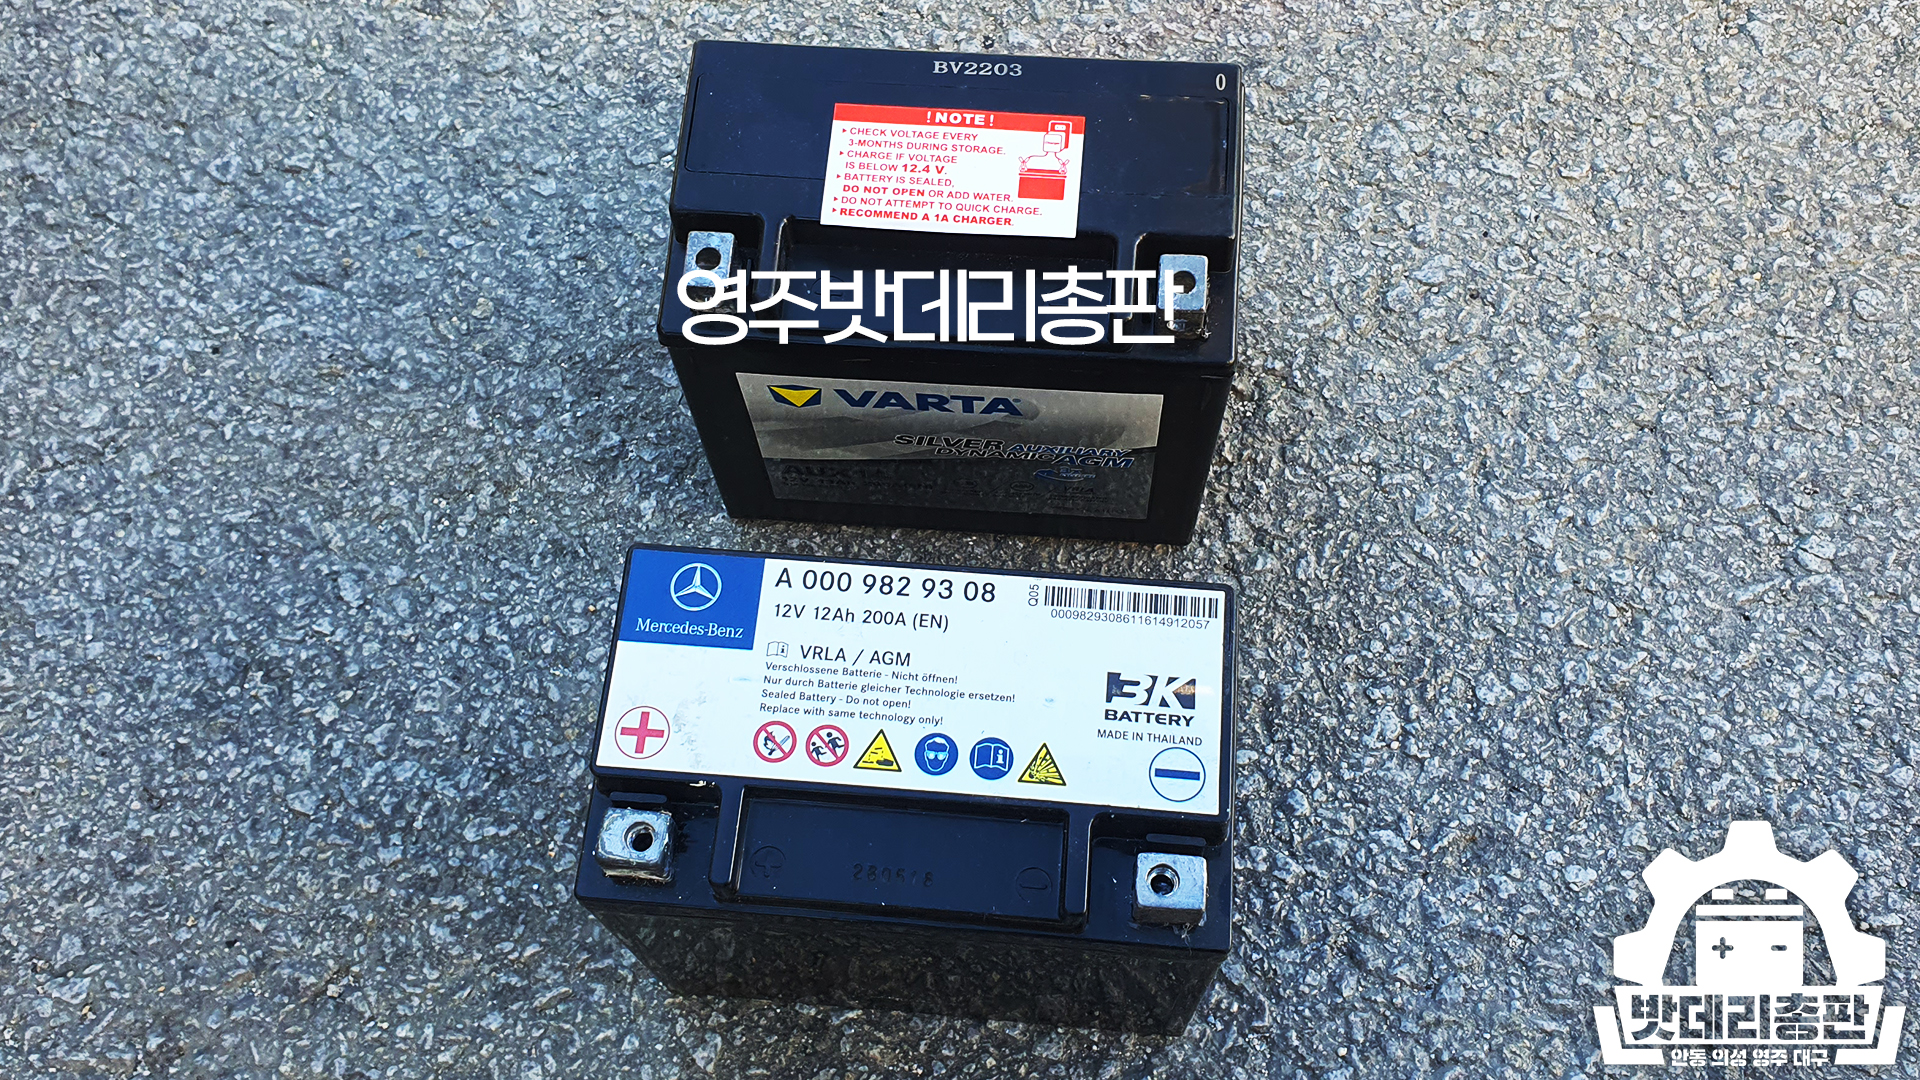 BV2203
0
! NOTE !
CHECK VOLTAGE EVERY
3-MONTHS DURING STORAGE.
CHARGE IF VOLTAGE
IS BELOW 12.4 V.
BATTERY IS SEALED,
DO NOT OPEN OR ADD WATER.
DO NOT ATTEMPT TO QUICK CHARGE.
RECOMMEND A 1A CHARGER.
영주밧데리총판
VARTA
SILVER AUXILIARY
DYNAMIC AGM
Mercedes-Benz
A 000 982 93 08
12V 12Ah 200A (EN)
Q05
0009829308611614912057
VRLA / AGM
Verschlossene Batterie - Nicht öffnen!
Nur durch Batterie gleicher Technologie ersetzen!
Sealed Battery - Do not open!
Replace with same technology only!
3K
BATTERY
MADE IN THAILAND
밧데리총판
안동 의성 영주 대구